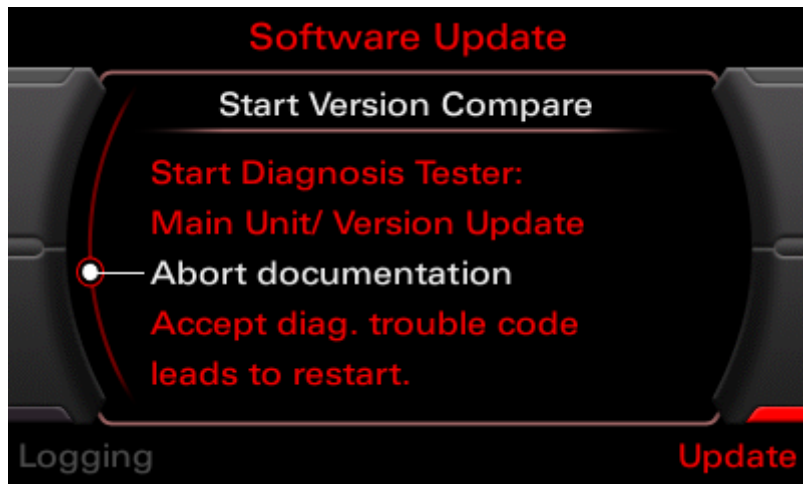 Software Update
Start Version Compare
Start Diagnosis Tester:
Main Unit/ Version Update
Abort documentation
Accept diag. trouble code
leads to restart.
Logging
Update